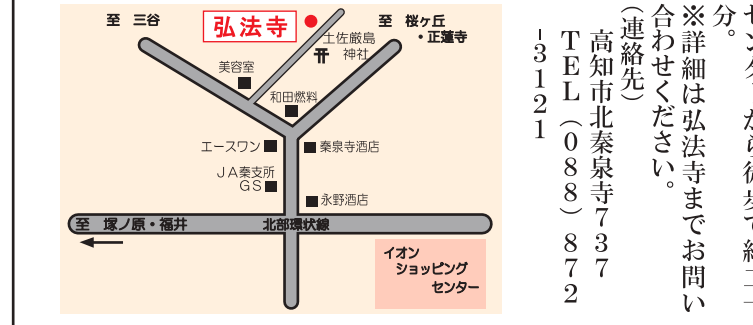 分。
※詳細は弘法寺までお問い
合わせください。
(連絡先)
高知市北秦泉寺737
TEL(088)872
-3121
至 三谷
弘法寺
至 桜ヶ丘
・正蓮寺
土佐厳島
神社
美容室
和田燃料
エースワン
秦泉寺酒店
JA秦支所
GS
永野酒店
至 塚ノ原・福井
北部環状線
イオン
ショッピング
センター